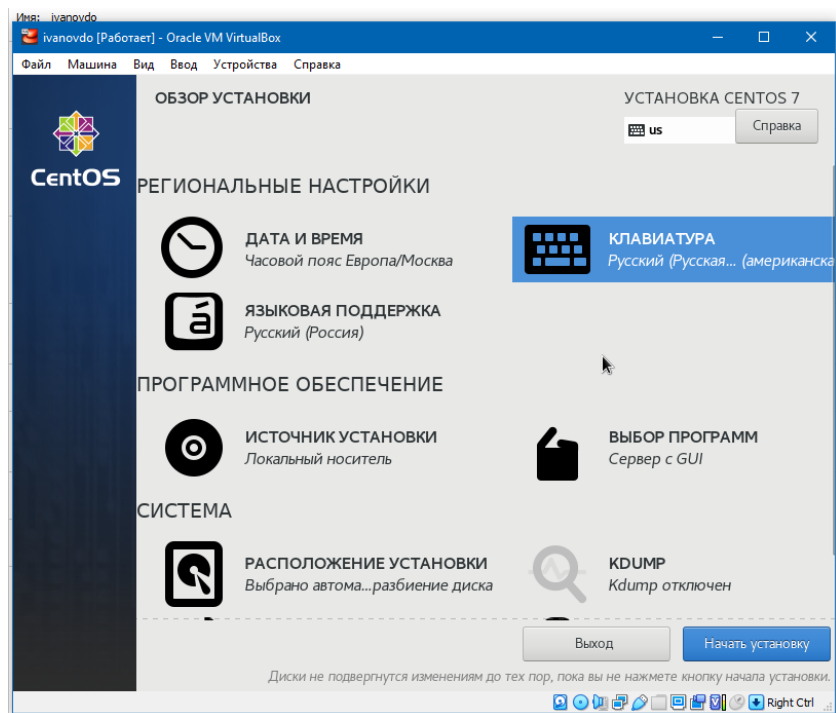 Имя: ivanovdo
ivanovdo [Работает] - Oracle VM VirtualBox
Файл Машина Вид Ввод Устройства Справка
ОБЗОР УСТАНОВКИ
УСТАНОВКА CENTOS 7
us
Справка
CentOS
РЕГИОНАЛЬНЫЕ НАСТРОЙКИ
ДАТА И ВРЕМЯ
Часовой пояс Европа/Москва
КЛАВИАТУРА
Русский (Русская... (американска
á
ЯЗЫКОВАЯ ПОДДЕРЖКА
Русский (Россия)
ПРОГРАММНОЕ ОБЕСПЕЧЕНИЕ
ИСТОЧНИК УСТАНОВКИ
Локальный носитель
ВЫБОР ПРОГРАММ
Сервер с GUI
СИСТЕМА
РАСПОЛОЖЕНИЕ УСТАНОВКИ
Выбрано автома...разбиение диска
KDUMP
Kdump отключен
Выход
Начать установку
Диски не подвергнутся изменениям до тех пор, пока вы не нажмете кнопку начала установки.
Right Ctrl